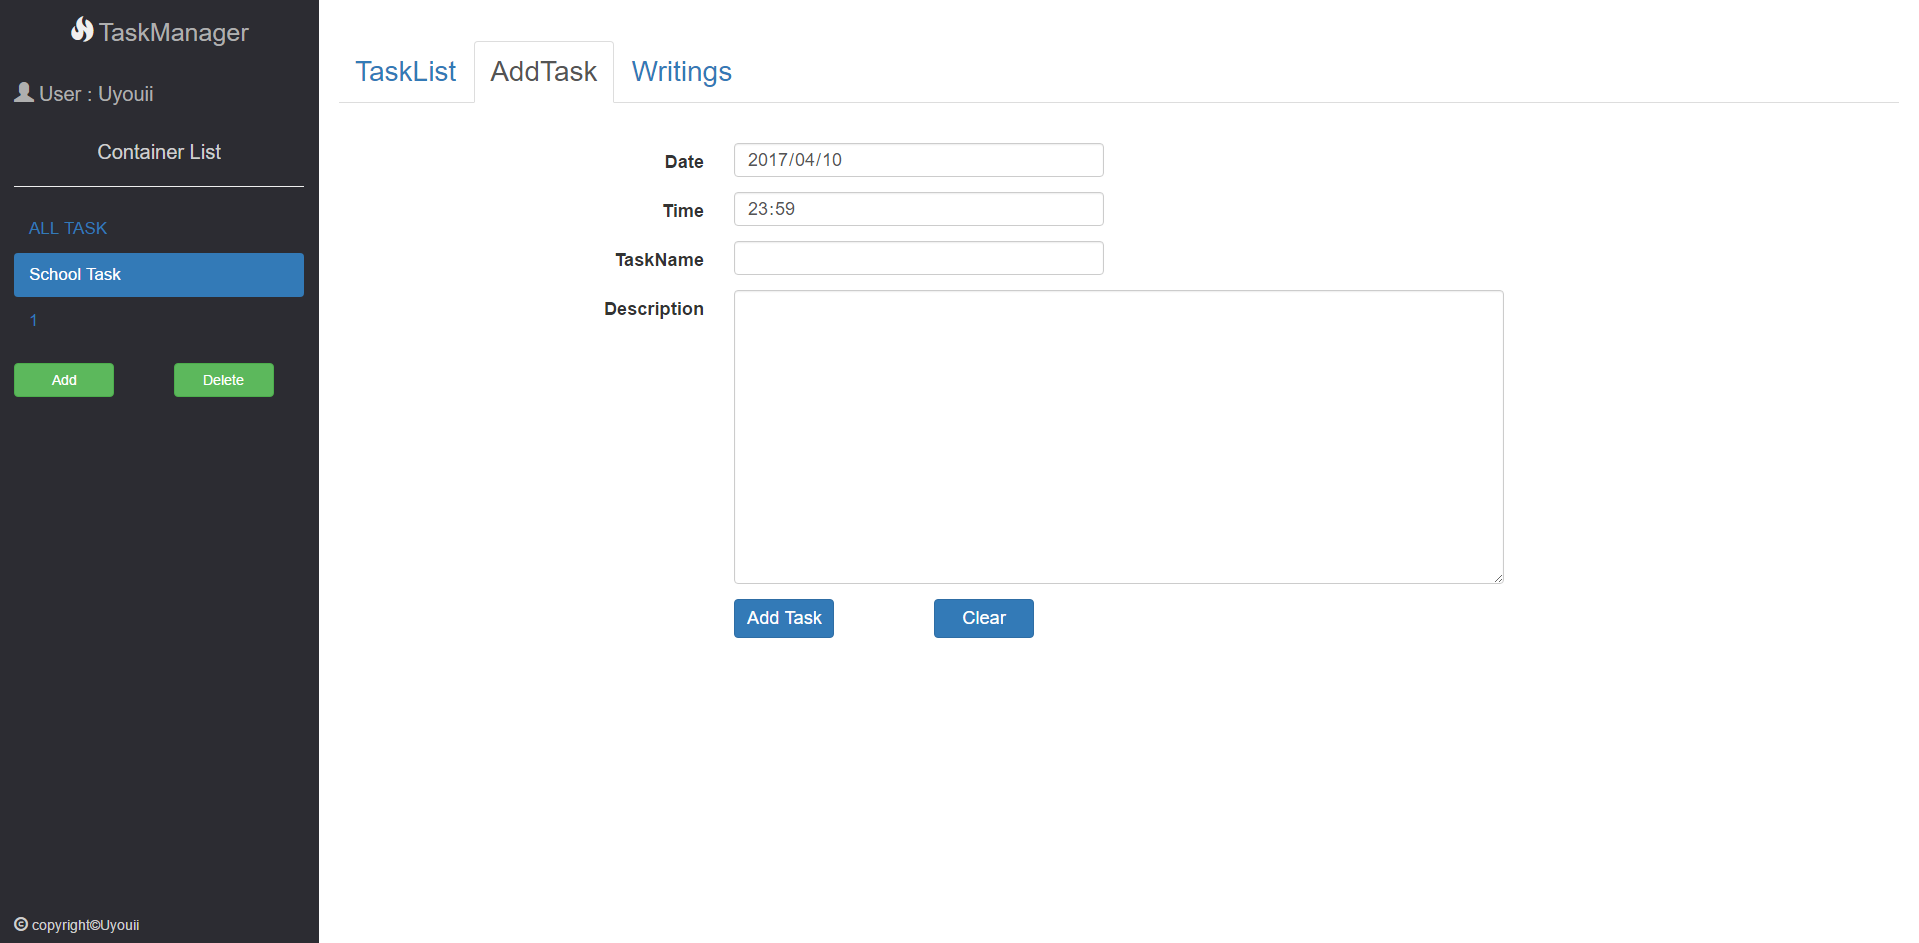 TaskManager
User : Uyouii
Container List
ALL TASK
School Task
1
Add Delete
copyright©Uyouii
TaskList AddTask Writings
Date 2017/04/10
Time 23:59
TaskName
Description
Add Task Clear